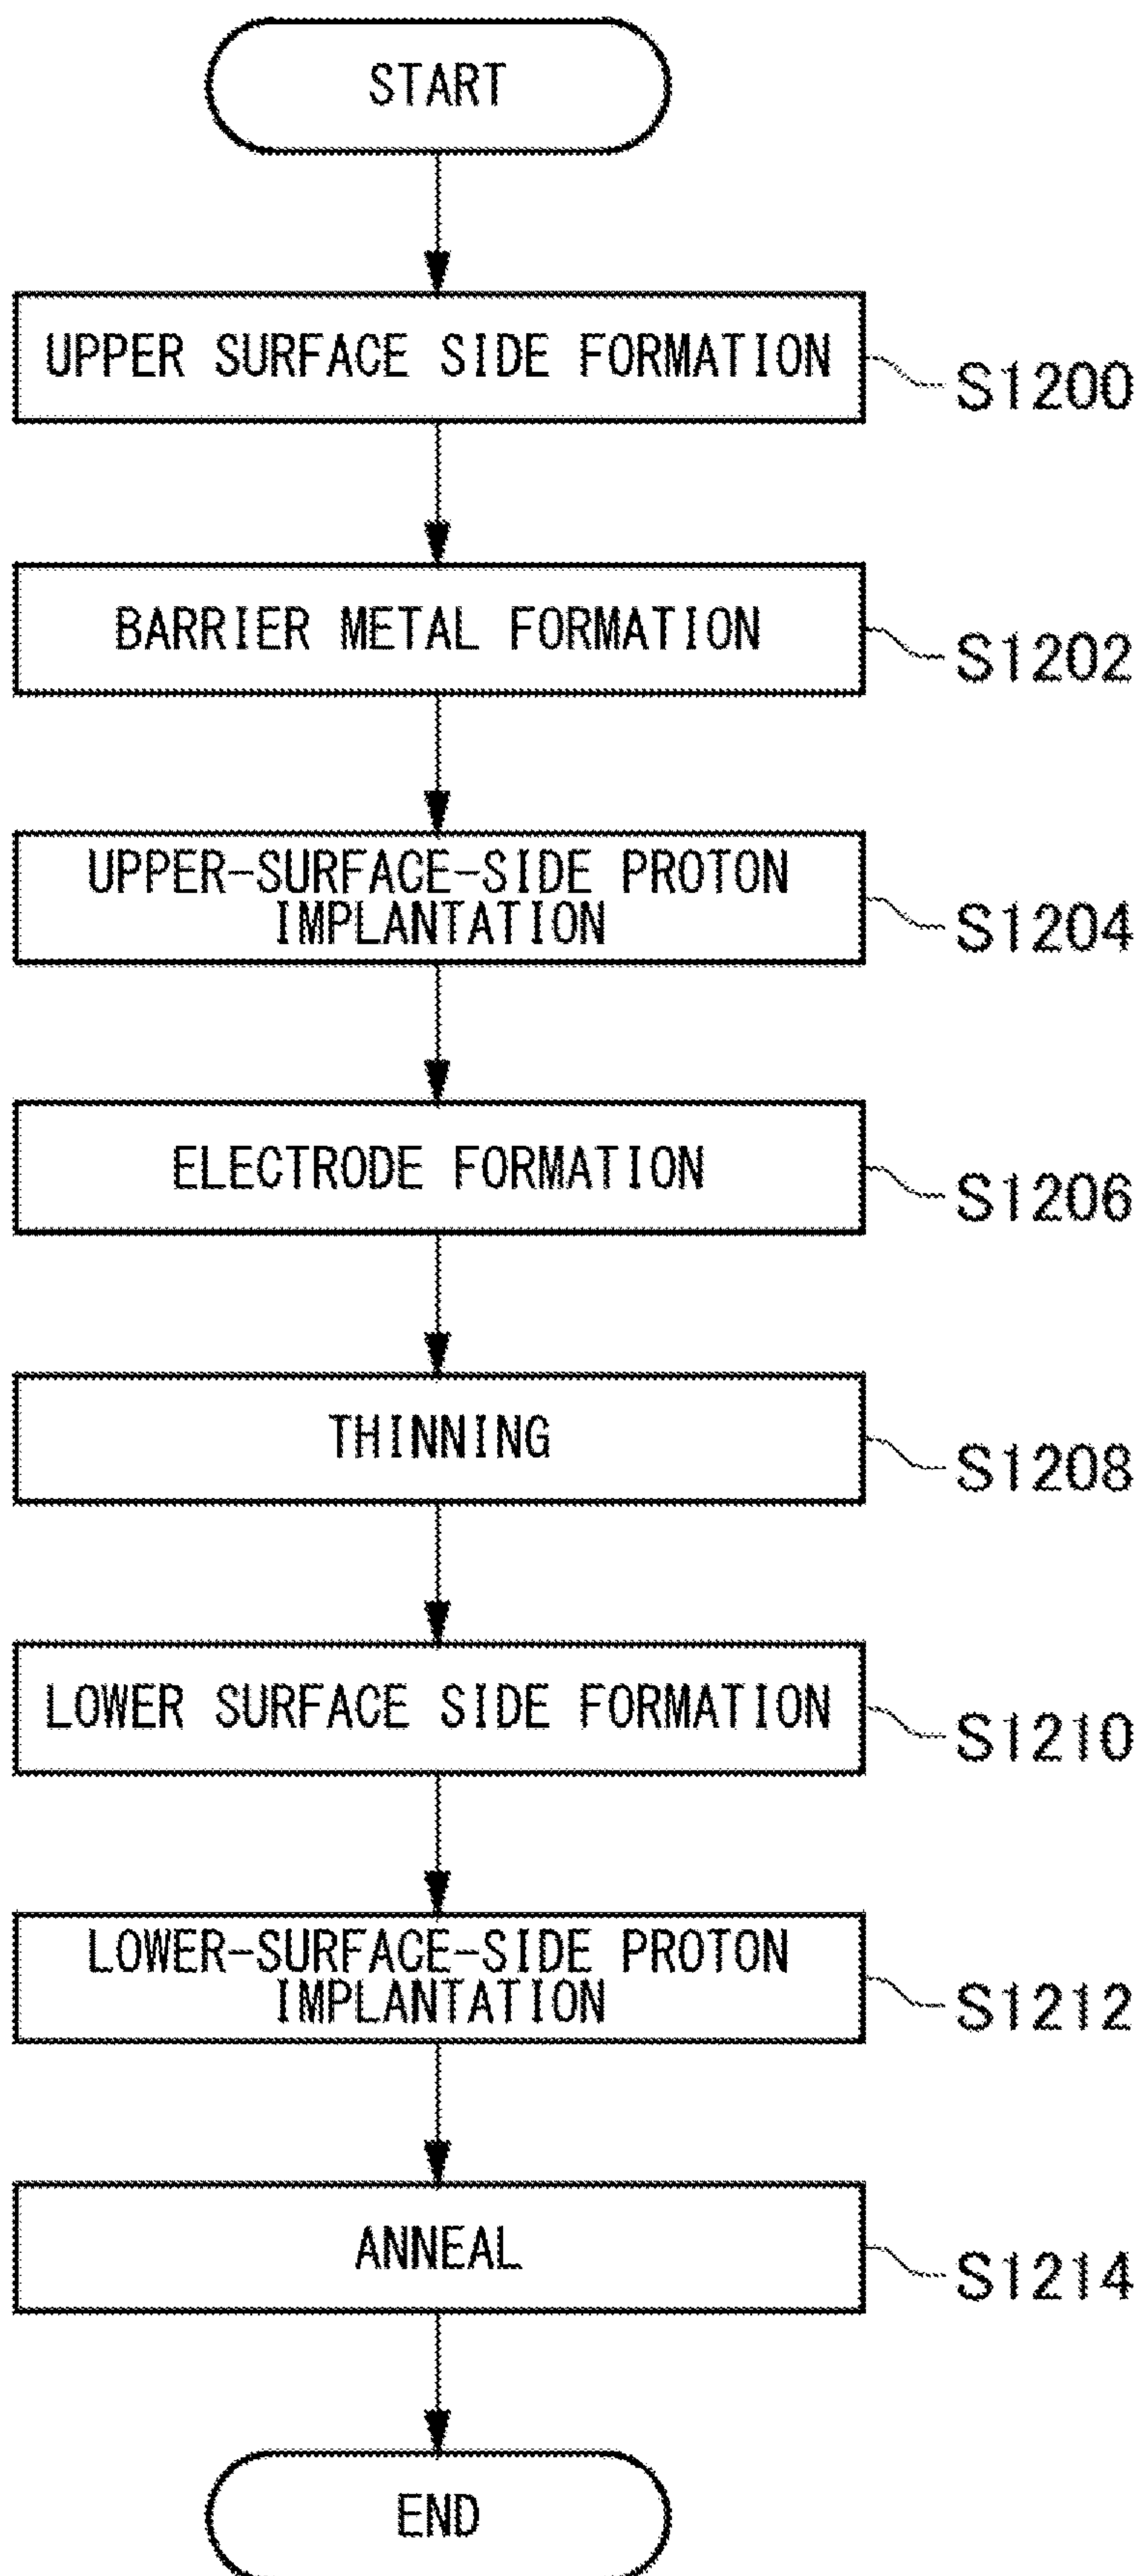 START
UPPER SURFACE SIDE FORMATION
S1200
BARRIER METAL FORMATION
S1202
UPPER-SURFACE-SIDE PROTON
IMPLANTATION
S1204
ELECTRODE FORMATION
S1206
THINNING
S1208
LOWER SURFACE SIDE FORMATION
S1210
LOWER-SURFACE-SIDE PROTON
IMPLANTATION
S1212
ANNEAL
S1214
END